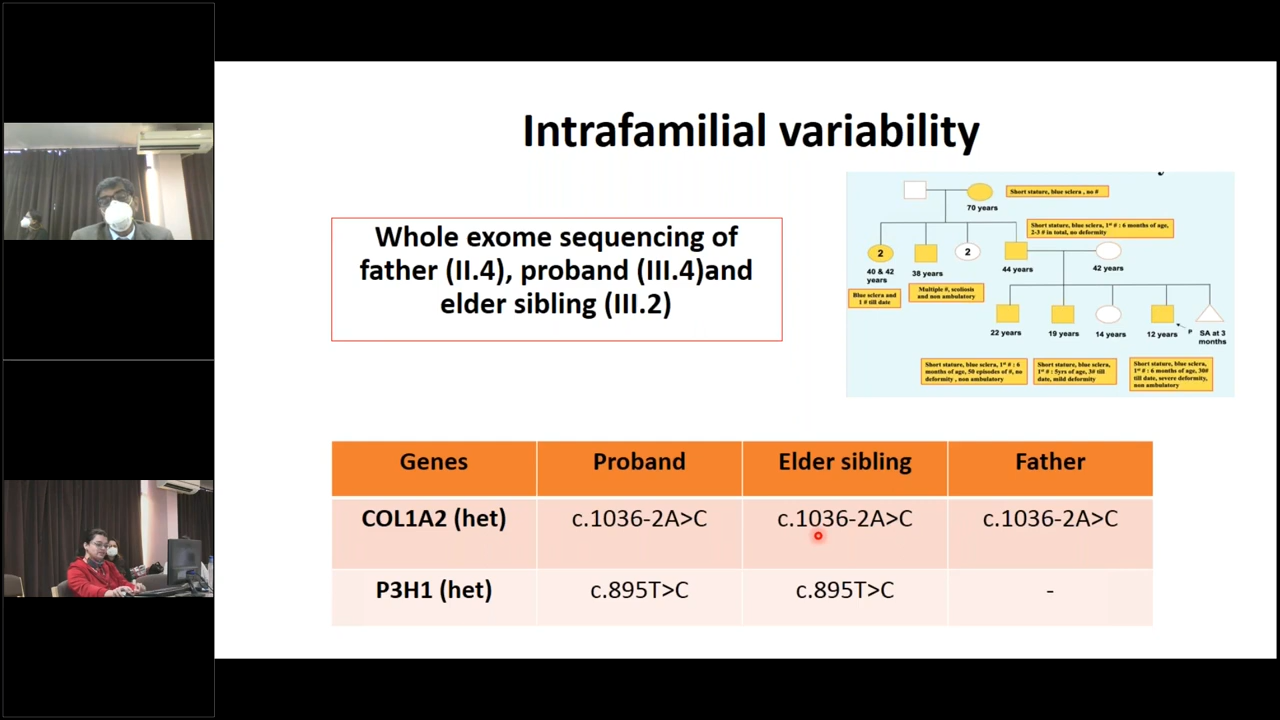 Intrafamilial variability
Whole exome sequencing of
father (II.4), proband (III.4)and
elder sibling (III.2)
Short stature, blue sclera , no #
70 years
Short stature, blue sclera, 1st # : 6 months of age,
2-3 # in total, no deformity
2
2
40 & 42
years
38 years
44 years
42 years
Blue sclera and
1 # till date
Multiple #, scoliosis
and non ambulatory
22 years
19 years
14 years
12 years
P
SA at 3
months
Short stature, blue sclera, 1st # : 6
months of age, 50 episodes of #, no
deformity , non ambulatory
Short stature, blue sclera,
1st # : 5yrs of age, 3# till
date, mild deformity
Short stature, blue sclera,
1st # : 6 months of age, 30#
till date, severe deformity,
non ambulatory
Genes Proband Elder sibling Father
COL1A2 (het) c.1036-2A>C c.1036-2A>C c.1036-2A>C
P3H1 (het) c.895T>C c.895T>C -